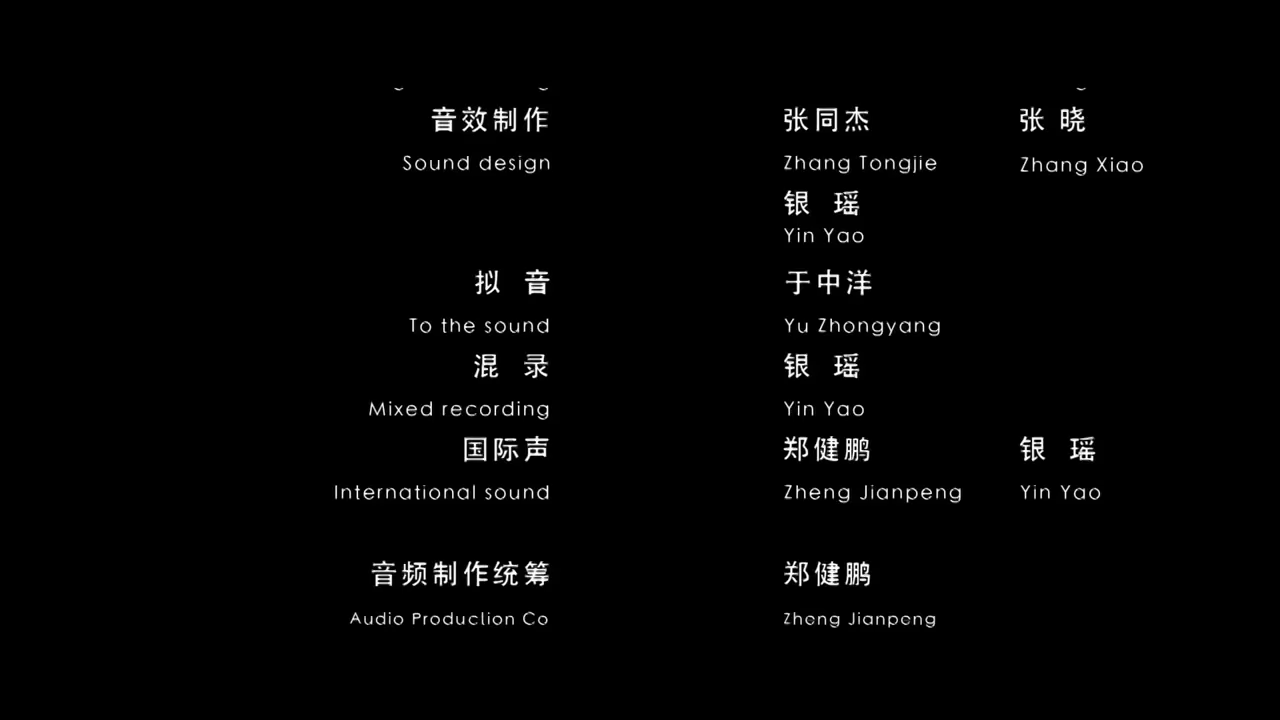 音效制作 张同杰 张 晓
Sound design Zhang Tongjie Zhang Xiao
银 瑶
Yin Yao
拟 音 于中洋
To the sound Yu Zhongyang
混 录 银 瑶
Mixed recording Yin Yao
国际声 郑健鹏 银 瑶
International sound Zheng Jianpeng Yin Yao
音频制作统筹 郑健鹏
Audio Production Co Zheng Jianpeng